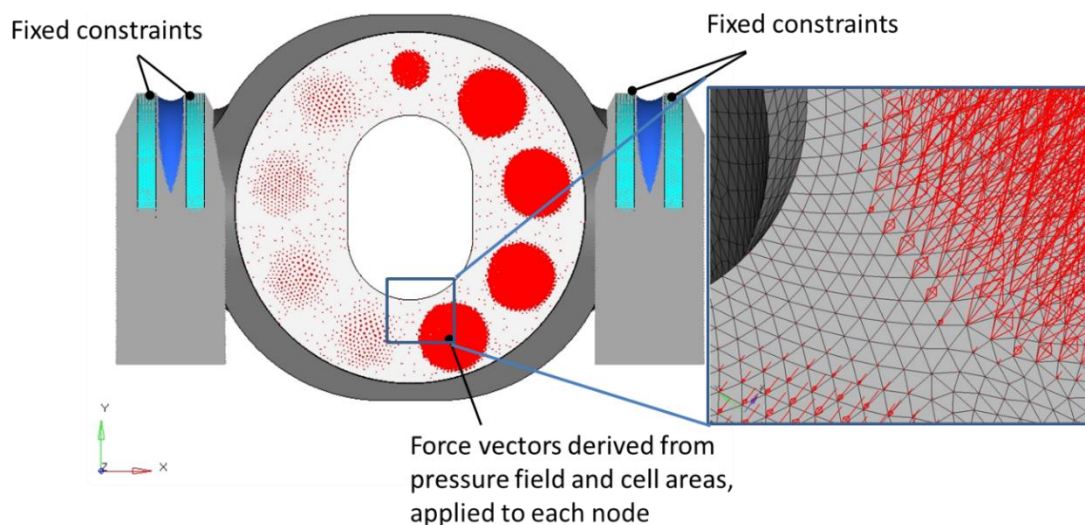 Fixed constraints
Fixed constraints
Force vectors derived from
pressure field and cell areas,
applied to each node
Y
Z
X